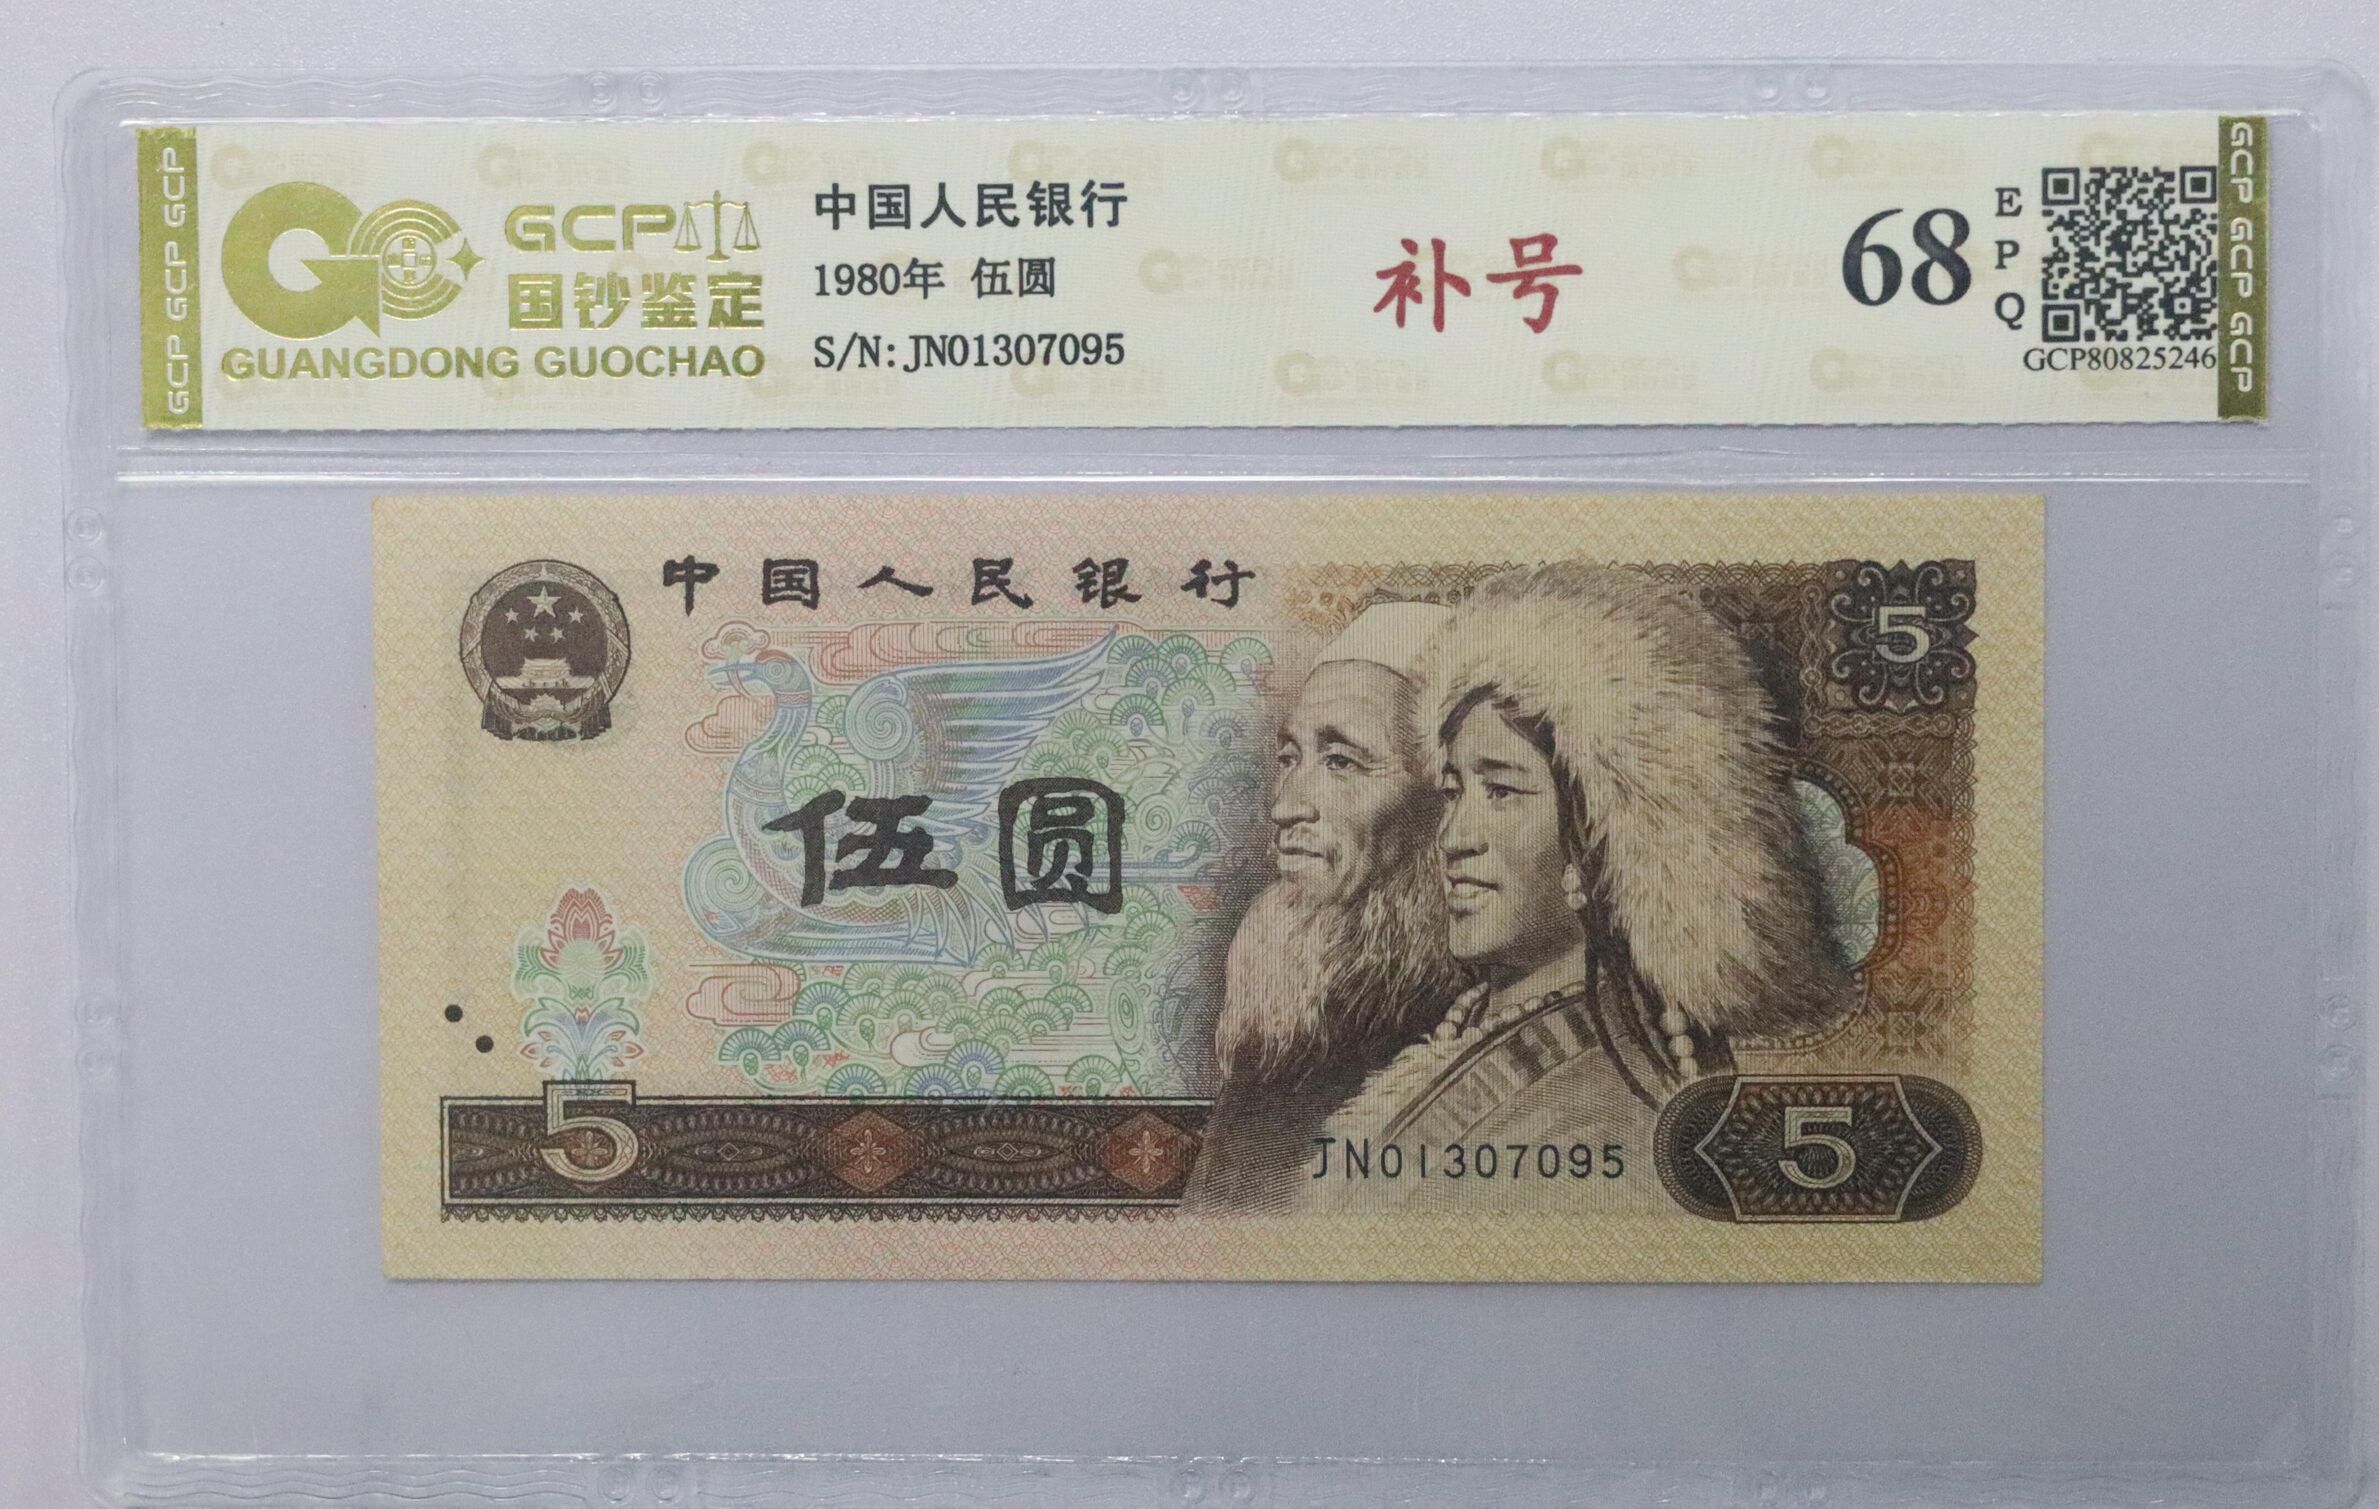 GCP GCP GCP
GCP
国钞鉴定
GUANGDONG GUOCHAO
中国人民银行
1980年 伍圆
S/N: JN01307095
补号
68
EPQ
GCP80825246
GCP GCP GCP
中国人民银行
5
伍圆
5
JN01307095
5